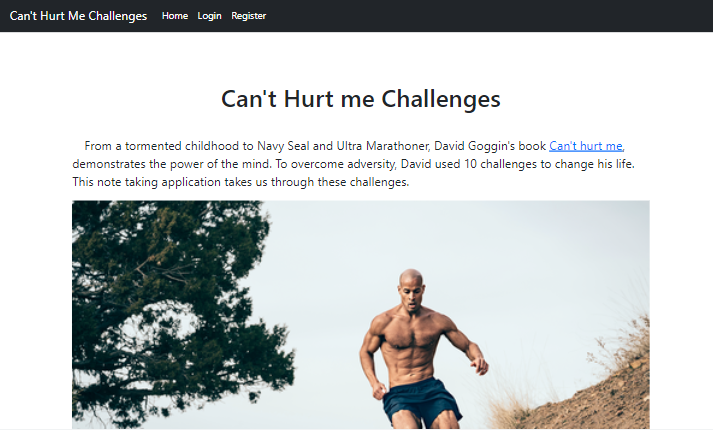 Can't Hurt Me Challenges Home Login Register
Can't Hurt me Challenges
From a tormented childhood to Navy Seal and Ultra Marathoner, David Goggin's book Can't hurt me,
demonstrates the power of the mind. To overcome adversity, David used 10 challenges to change his life.
This note taking application takes us through these challenges.